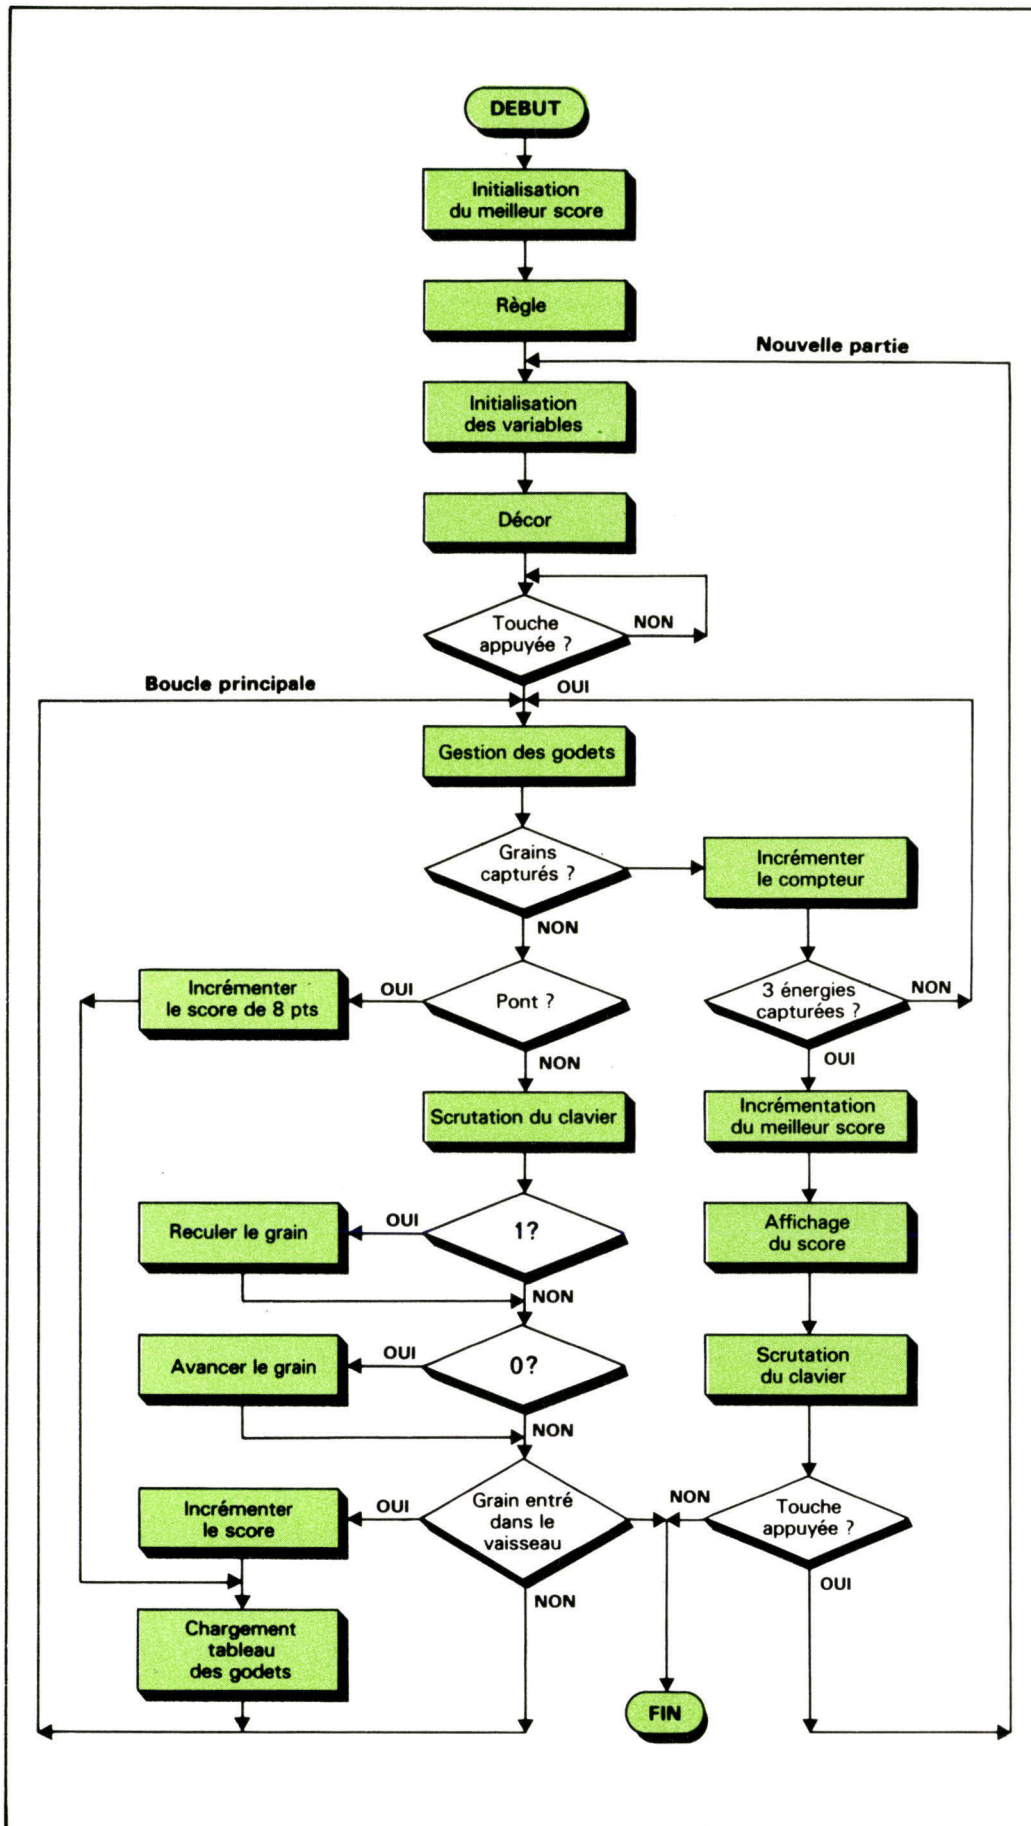 DEBUT
Initialisation
du meilleur score
Règle
Nouvelle partie
Initialisation
des variables
Décor
Touche
appuyée ?
NON
OUI
Boucle principale
Gestion des godets
Grains
capturés ?
Incrémenter
le compteur
NON
Incrémenter
le score de 8 pts
OUI
Pont ?
3 énergies
capturées ?
NON
NON
OUI
Scrutation du clavier
Incrémentation
du meilleur score
Reculer le grain
OUI
1?
Affichage
du score
NON
Avancer le grain
OUI
0?
Scrutation
du clavier
NON
Incrémenter
le score
OUI
Grain entré
dans le
vaisseau
NON
Touche
appuyée ?
NON
OUI
Chargement
tableau
des godets
FIN